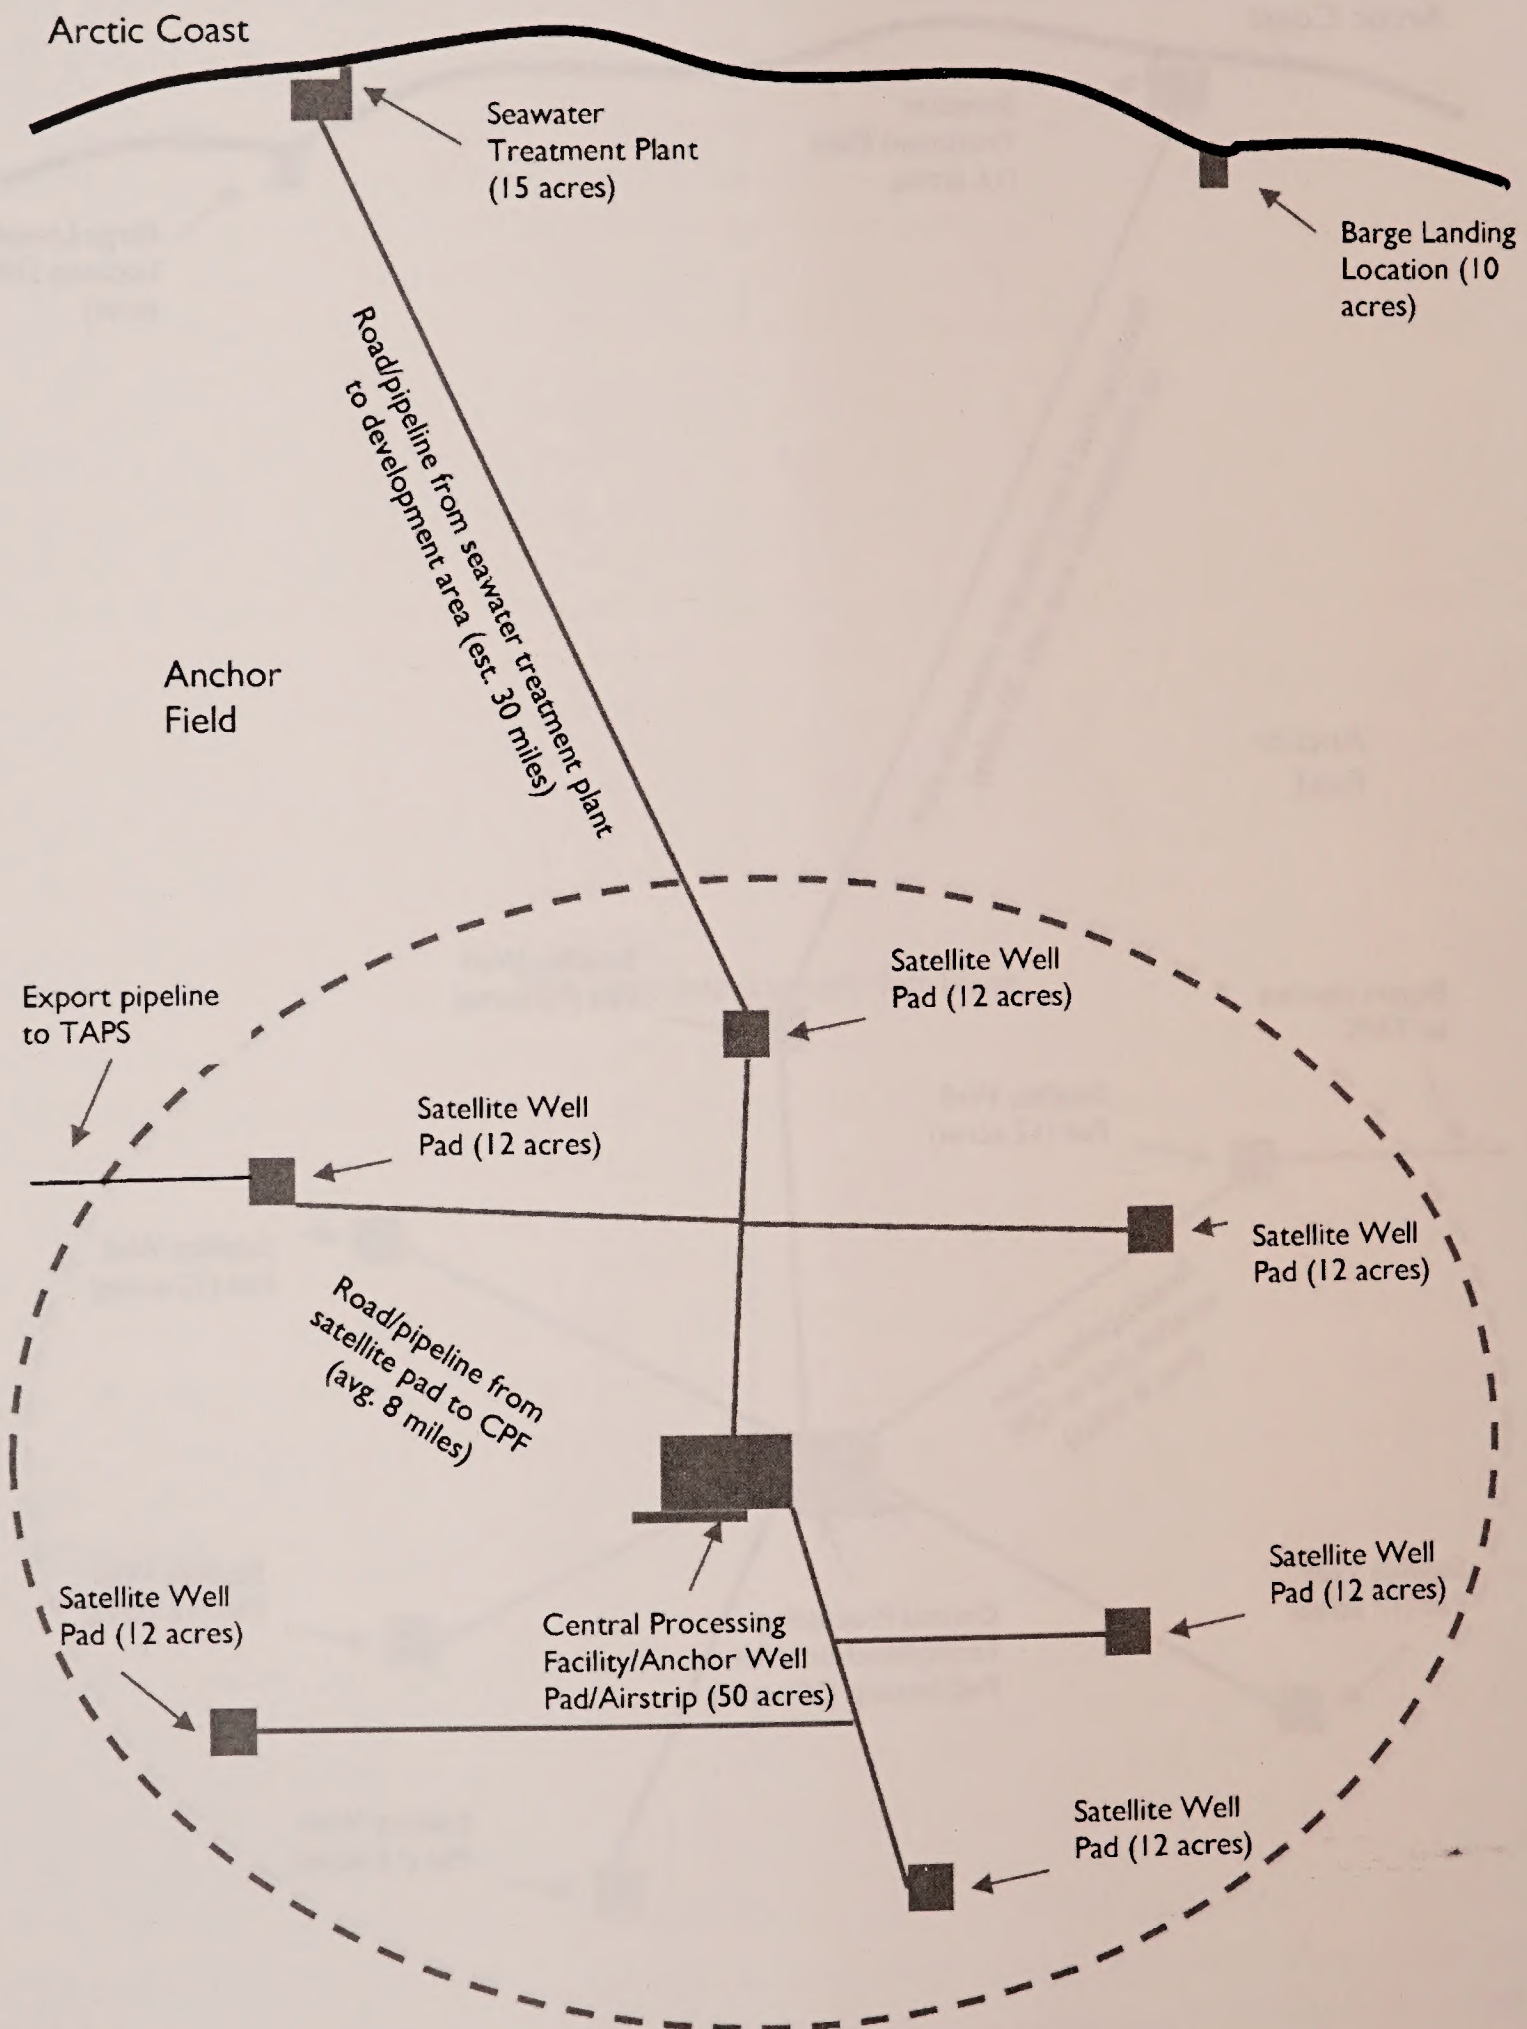 Arctic Coast
Seawater
Treatment Plant
(15 acres)
Barge Landing
Location (10
acres)
Road/pipeline from seawater treatment plant
to development area (est. 30 miles)
Anchor
Field
Satellite Well
Pad (12 acres)
Export pipeline
to TAPS
Satellite Well
Pad (12 acres)
Satellite Well
Pad (12 acres)
Road/pipeline from
satellite pad to CPF
(avg. 8 miles)
Satellite Well
Pad (12 acres)
Satellite Well
Pad (12 acres)
Central Processing
Facility/Anchor Well
Pad/Airstrip (50 acres)
Satellite Well
Pad (12 acres)